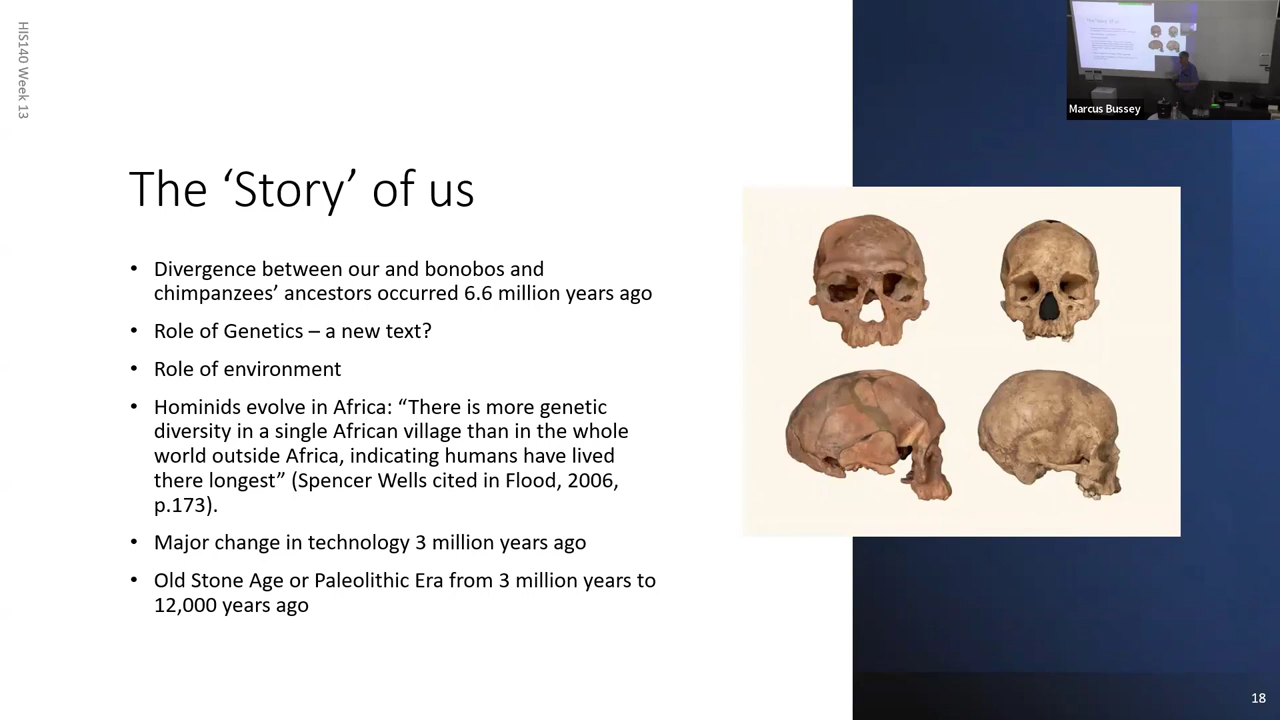 HIS140 Week 13
Marcus Bussey
The ‘Story’ of us
• Divergence between our and bonobos and
chimpanzees’ ancestors occurred 6.6 million years ago
• Role of Genetics – a new text?
• Role of environment
• Hominids evolve in Africa: “There is more genetic
diversity in a single African village than in the whole
world outside Africa, indicating humans have lived
there longest” (Spencer Wells cited in Flood, 2006,
p.173).
• Major change in technology 3 million years ago
• Old Stone Age or Paleolithic Era from 3 million years to
12,000 years ago
18